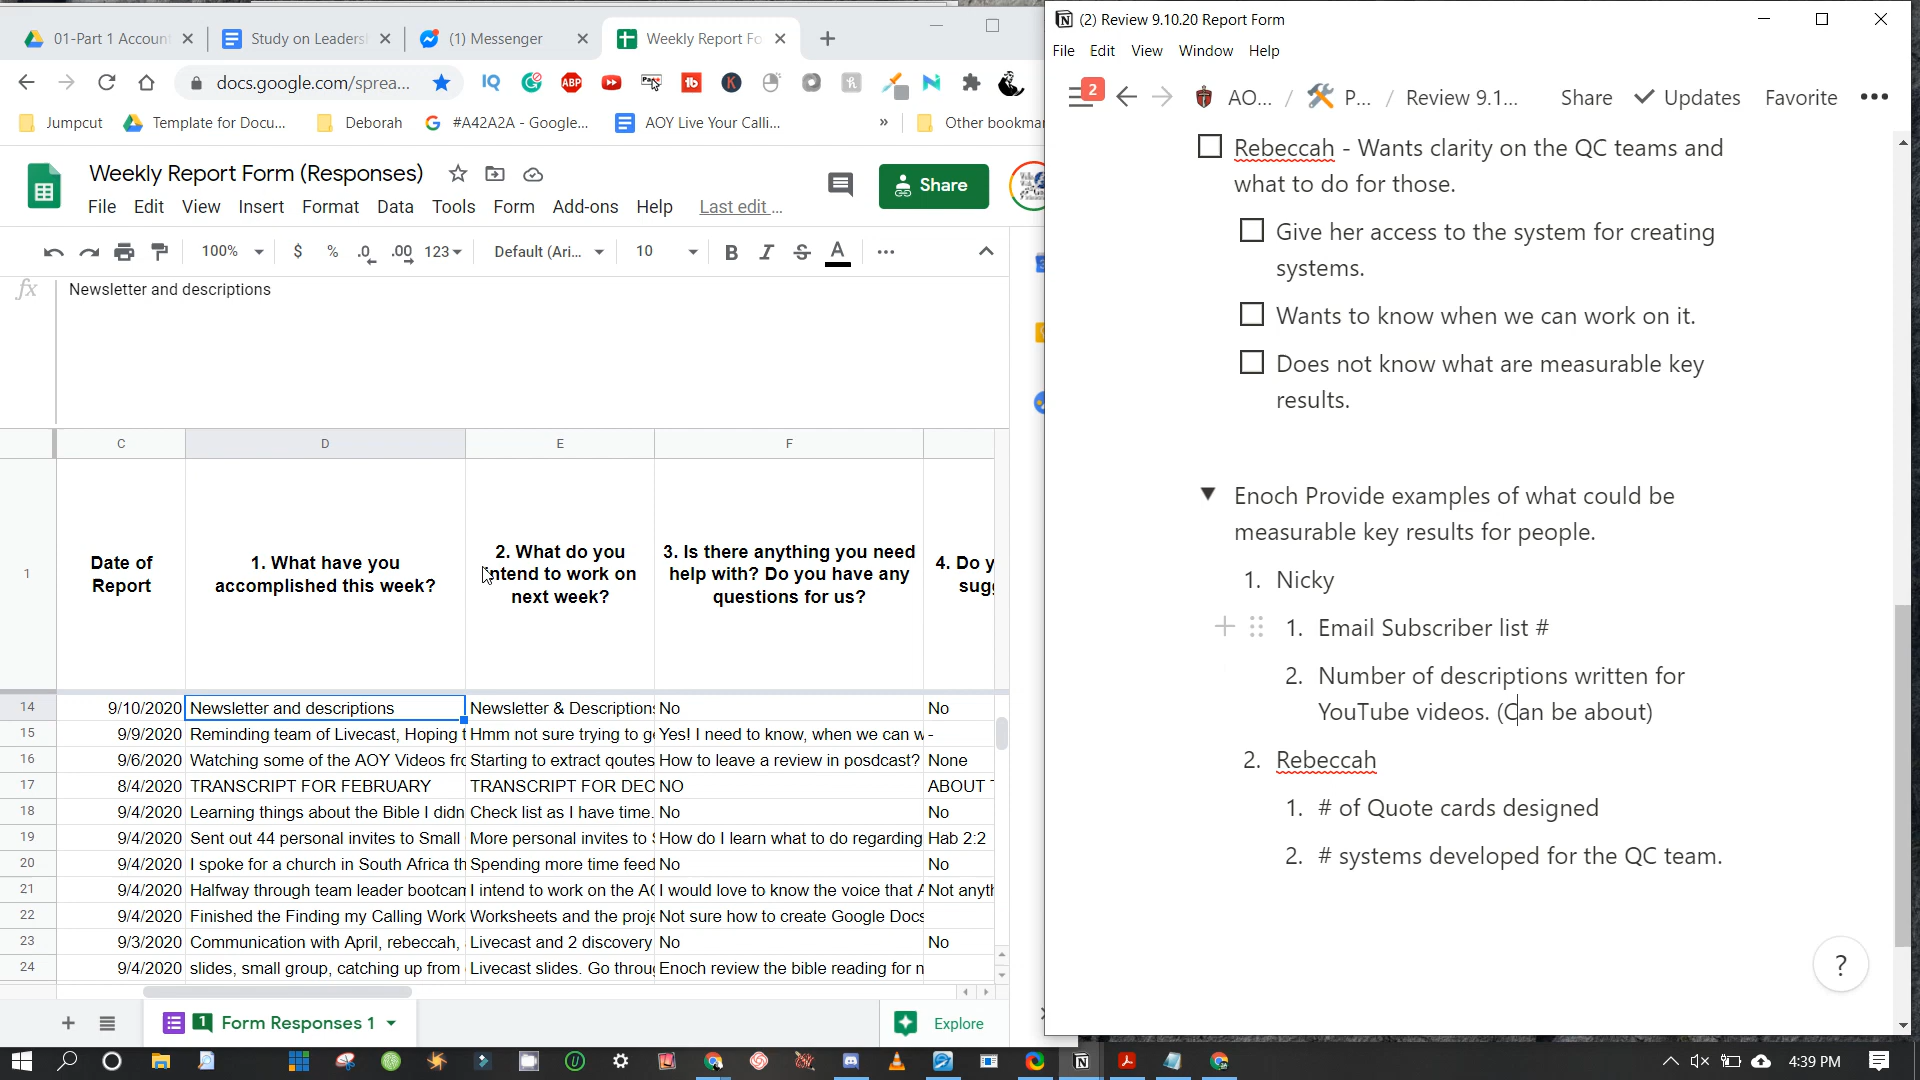 01-Part 1 Accoun
Study on Leaders
(1) Messenger
Weekly Report Fo
docs.google.com/sprea...
Jumpcut
Template for Docu...
Deborah
#A42A2A - Google...
AOY Live Your Calli...
»
Other bookmar
Weekly Report Form (Responses)
Share
File Edit View Insert Format Data Tools Form Add-ons Help Last edit ...
100% $ % .0 .00 123 Default (Ari... 10 B I S A
fx Newsletter and descriptions
C D E F
1
Date of
Report
1. What have you
accomplished this week?
2. What do you
intend to work on
next week?
3. Is there anything you need
help with? Do you have any
questions for us?
4. Do y
sugg
14 9/10/2020 Newsletter and descriptions Newsletter & Descriptions No No
15 9/9/2020 Reminding team of Livecast, Hoping t Hmm not sure trying to ge Yes! I need to know, when we can w -
16 9/6/2020 Watching some of the AOY Videos fro Starting to extract qoutes How to leave a review in posdcast? None
17 8/4/2020 TRANSCRIPT FOR FEBRUARY TRANSCRIPT FOR DEC NO ABOUT T
18 9/4/2020 Learning things about the Bible I didn Check list as I have time. No No
19 9/4/2020 Sent out 44 personal invites to Small More personal invites to S How do I learn what to do regarding Hab 2:2
20 9/4/2020 I spoke for a church in South Africa th Spending more time feed No No
21 9/4/2020 Halfway through team leader bootcam I intend to work on the AO I would love to know the voice that A Not anyth
22 9/4/2020 Finished the Finding my Calling Work Worksheets and the proje Not sure how to create Google Docs
23 9/3/2020 Communication with April, rebeccah, Livecast and 2 discovery No No
24 9/4/2020 slides, small group, catching up from Livecast slides. Go throug Enoch review the bible reading for n
1 Form Responses 1
Explore
(2) Review 9.10.20 Report Form
File Edit View Window Help
2 AO... / P... / Review 9.1... Share Updates Favorite
Rebeccah - Wants clarity on the QC teams and
what to do for those.
Give her access to the system for creating
systems.
Wants to know when we can work on it.
Does not know what are measurable key
results.
Enoch Provide examples of what could be
measurable key results for people.
1. Nicky
1. Email Subscriber list #
2. Number of descriptions written for
YouTube videos. (Can be about)
2. Rebeccah
1. # of Quote cards designed
2. # systems developed for the QC team.
?
4:39 PM